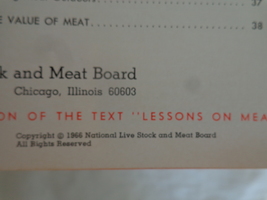 37
E VALUE OF MEAT 38
k and Meat Board
Chicago, Illinois 60603
ON OF THE TEXT "LESSONS ON MEA
Copyright © 1966 National Live Stock and Meat Board
All Rights Reserved